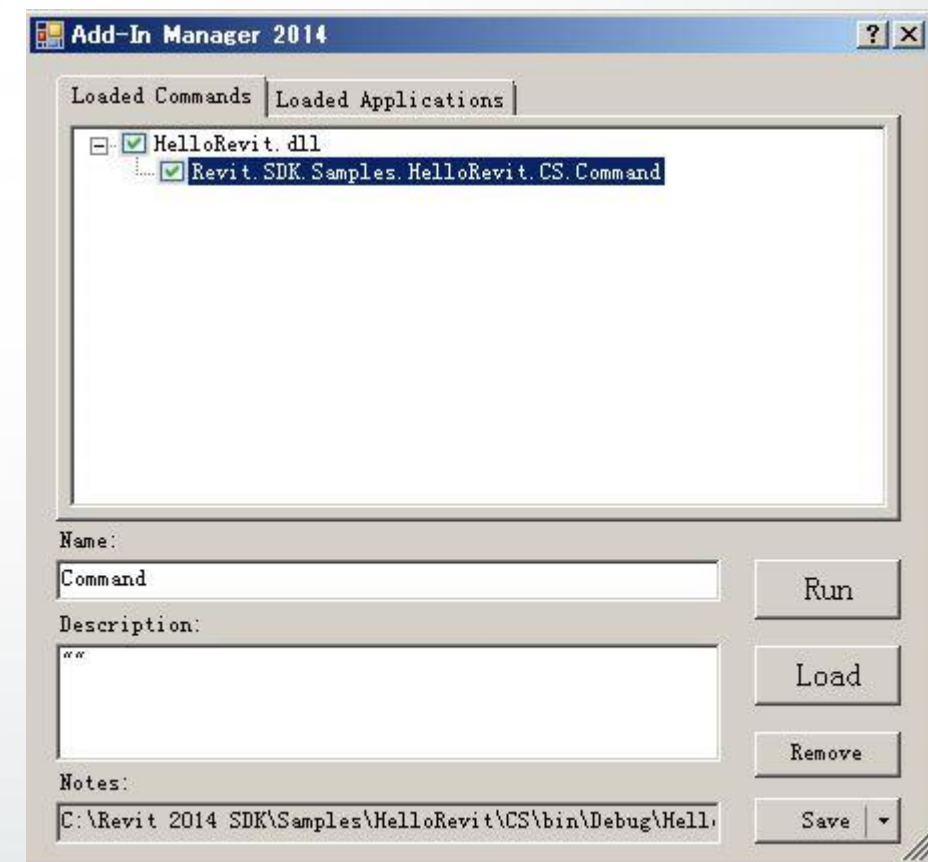 Add-In Manager 2014
Loaded Commands Loaded Applications
HelloRevit.dll
Revit.SDK.Samples.HelloRevit.CS.Command
Name:
Command
Run
Description:
""
Load
Remove
Notes:
C:\Revit 2014 SDK\Samples\HelloRevit\CS\bin\Debug\Hell
Save